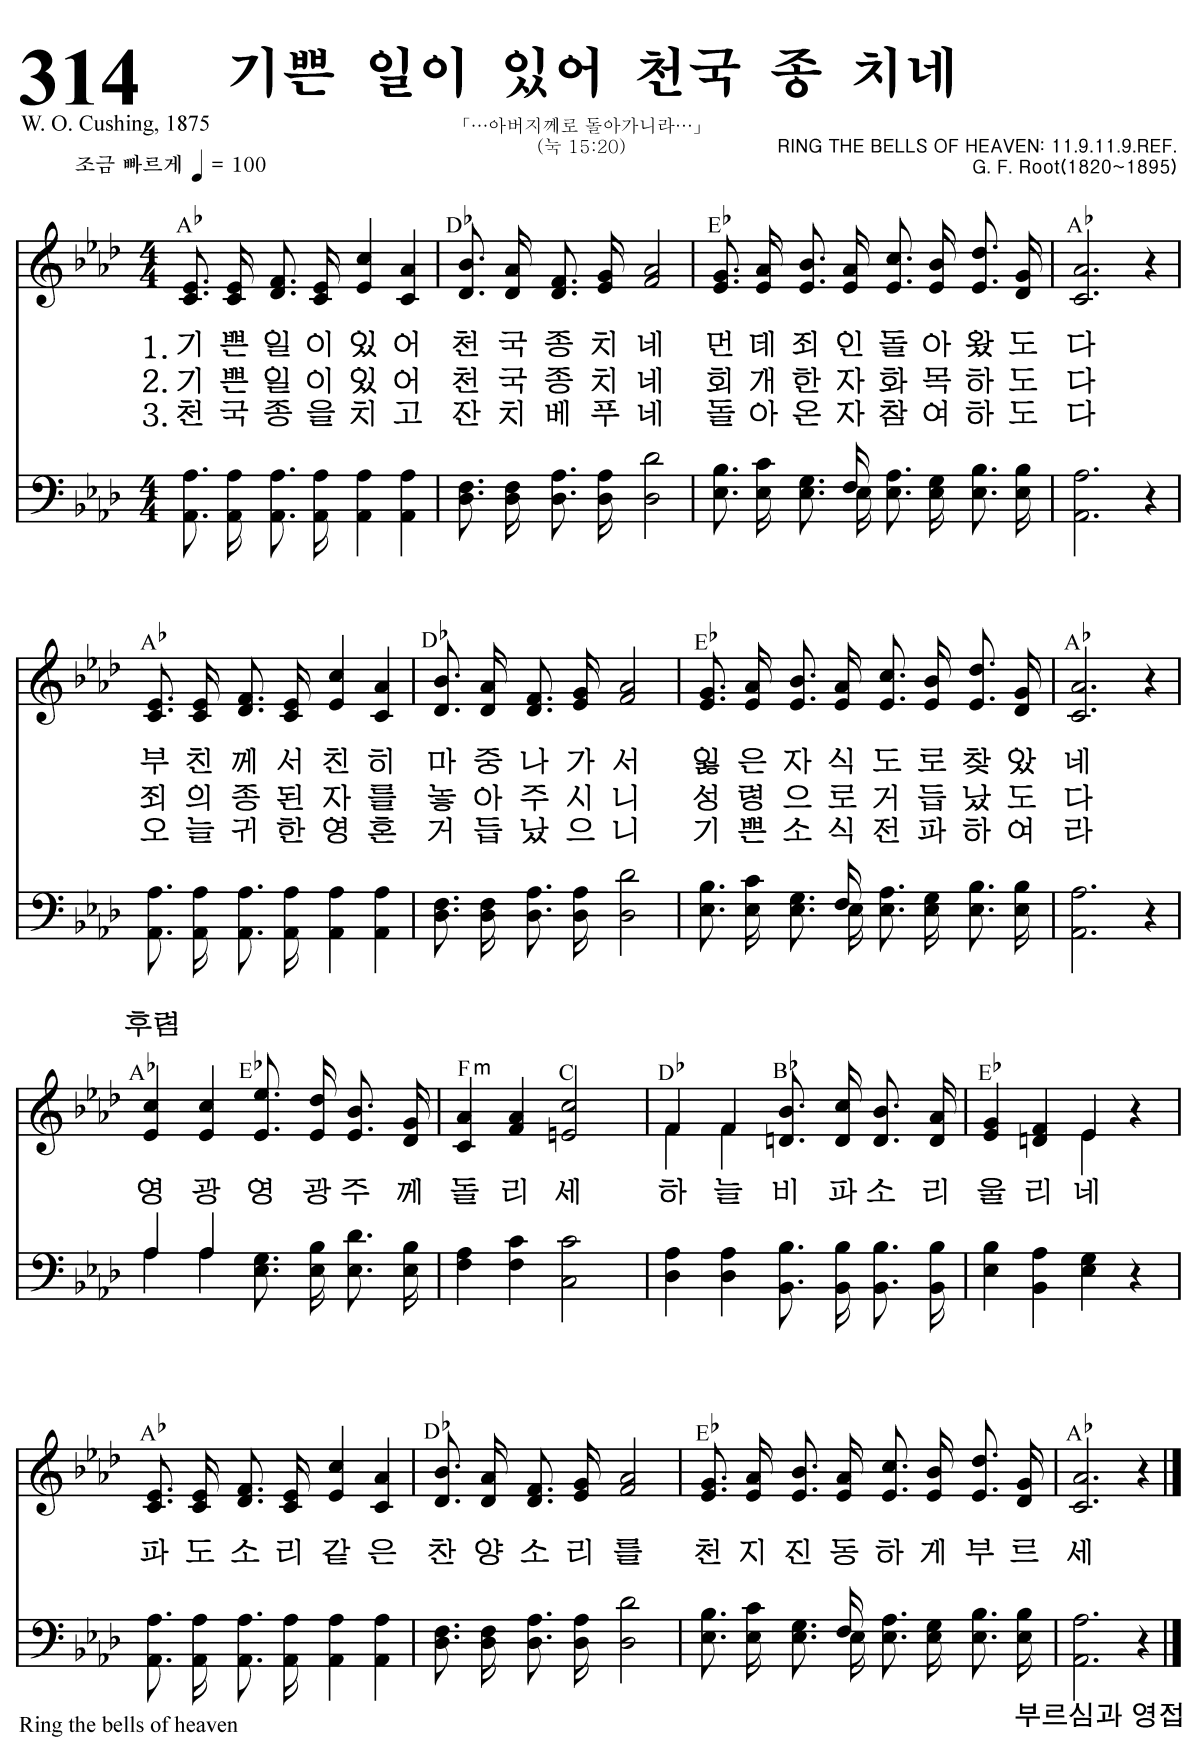 314 기쁜 일이 있어 천국 종 치네
W. O. Cushing, 1875
「…아버지께로 돌아가니라…」
(눅 15:20)
RING THE BELLS OF HEAVEN: 11.9.11.9.REF.
조금 빠르게 ♩ = 100
G. F. Root(1820~1895)
A♭ D♭ E♭ A♭
4 4
1. 기 쁜 일 이 있 어 천 국 종 치 네 먼 데 죄 인 돌 아 왔 도 다
2. 기 쁜 일 이 있 어 천 국 종 치 네 회 개 한 자 화 목 하 도 다
3. 천 국 종 을 치 고 잔 치 베 푸 네 돌 아 온 자 참 여 하 도 다
4 4
A♭ D♭ E♭ A♭
부 친 께 서 친 히 마 중 나 가 서 잃 은 자 식 도 로 찾 았 네
죄 의 종 된 자 를 놓 아 주 시 니 성 령 으 로 거 듭 났 도 다
오 늘 귀 한 영 혼 거 듭 났 으 니 기 쁜 소 식 전 파 하 여 라
후렴
A♭ E♭ Fm C D♭ B♭ E♭
영 광 영 광 주 께 돌 리 세 하 늘 비 파 소 리 울 리 네
A♭ D♭ E♭ A♭
파 도 소 리 같 은 찬 양 소 리 를 천 지 진 동 하 게 부 르 세
Ring the bells of heaven
부르심과 영접